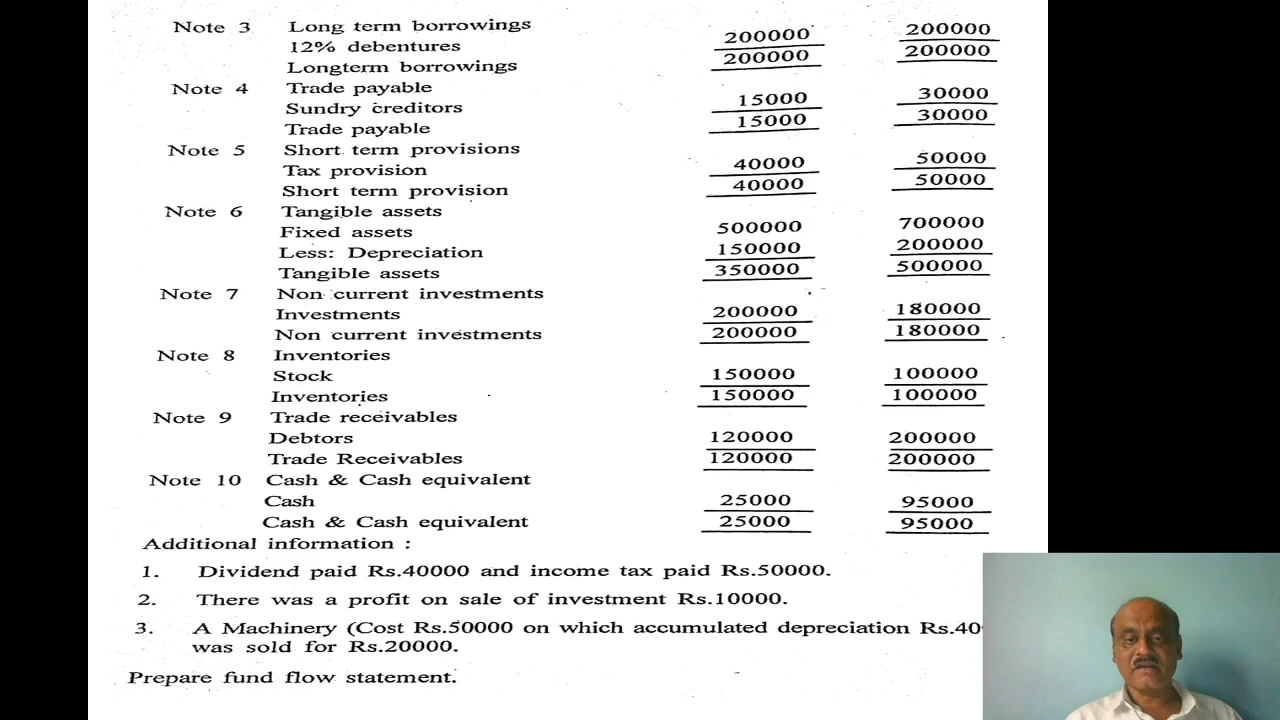 Note 3 Long term borrowings
12% debentures 200000 200000
Longterm borrowings 200000 200000
Note 4 Trade payable
Sundry creditors 15000 30000
Trade payable 15000 30000
Note 5 Short term provisions
Tax provision 40000 50000
Short term provision 40000 50000
Note 6 Tangible assets
Fixed assets 500000 700000
Less: Depreciation 150000 200000
Tangible assets 350000 500000
Note 7 Non current investments
Investments 200000 180000
Non current investments 200000 180000
Note 8 Inventories
Stock 150000 100000
Inventories 150000 100000
Note 9 Trade receivables
Debtors 120000 200000
Trade Receivables 120000 200000
Note 10 Cash & Cash equivalent
Cash 25000 95000
Cash & Cash equivalent 25000 95000
Additional information :
1. Dividend paid Rs.40000 and income tax paid Rs.50000.
2. There was a profit on sale of investment Rs.10000.
3. A Machinery (Cost Rs.50000 on which accumulated depreciation Rs.40
was sold for Rs.20000.
Prepare fund flow statement.